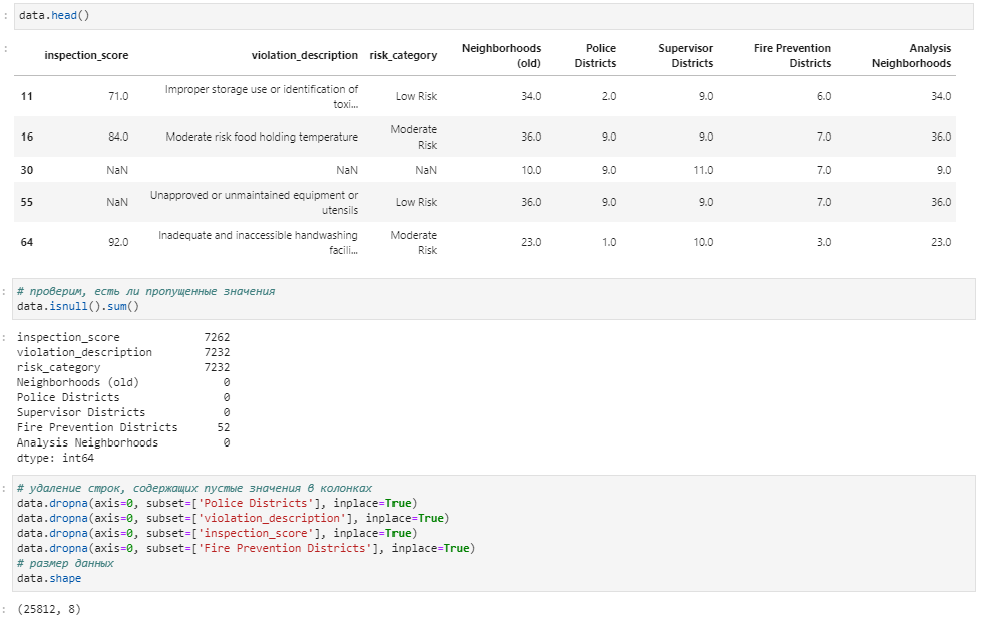 data.head()
inspection_score violation_description risk_category Neighborhoods (old) Police Districts Supervisor Districts Fire Prevention Districts Analysis Neighborhoods
11 71.0 Improper storage use or identification of toxi... Low Risk 34.0 2.0 9.0 6.0 34.0
16 84.0 Moderate risk food holding temperature Moderate Risk 36.0 9.0 9.0 7.0 36.0
30 NaN NaN NaN 10.0 9.0 11.0 7.0 9.0
55 NaN Unapproved or unmaintained equipment or utensils Low Risk 36.0 9.0 9.0 7.0 36.0
64 92.0 Inadequate and inaccessible handwashing facili... Moderate Risk 23.0 1.0 10.0 3.0 23.0
# проверим, есть ли пропущенные значения
data.isnull().sum()
inspection_score 7262
violation_description 7232
risk_category 7232
Neighborhoods (old) 0
Police Districts 0
Supervisor Districts 0
Fire Prevention Districts 52
Analysis Neighborhoods 0
dtype: int64
# удаление строк, содержащих пустые значения в колонках
data.dropna(axis=0, subset=['Police Districts'], inplace=True)
data.dropna(axis=0, subset=['violation_description'], inplace=True)
data.dropna(axis=0, subset=['inspection_score'], inplace=True)
data.dropna(axis=0, subset=['Fire Prevention Districts'], inplace=True)
# размер данных
data.shape
(25812, 8)